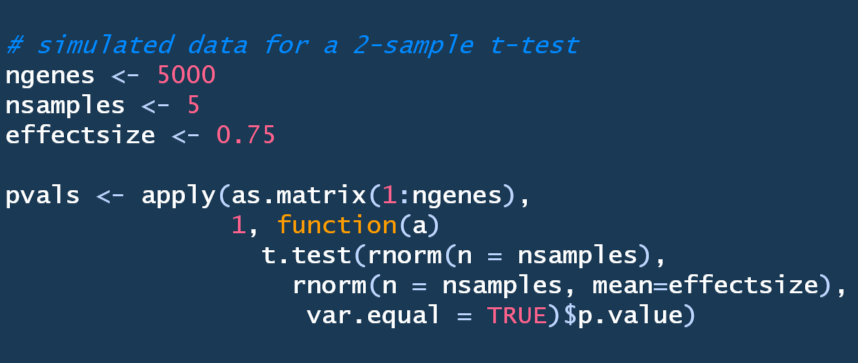 # simulated data for a 2-sample t-test
ngenes <- 5000
nsamples <- 5
effectsize <- 0.75
pvals <- apply(as.matrix(1:ngenes),
1, function(a)
t.test(rnorm(n = nsamples),
rnorm(n = nsamples, mean=effectsize),
var.equal = TRUE)$p.value)